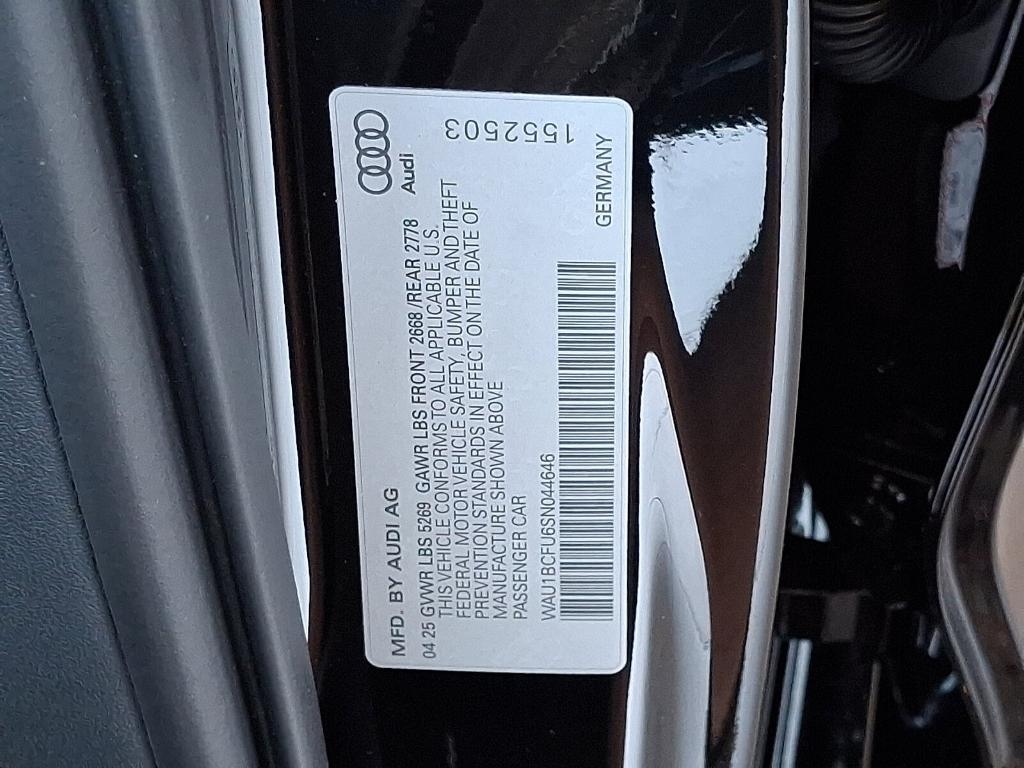 Audi
MFD. BY AUDI AG
04 25 GVWR LBS 5269 GAWR LBS FRONT 2668 /REAR 2778
THIS VEHICLE CONFORMS TO ALL APPLICABLE U.S.
FEDERAL MOTOR VEHICLE SAFETY, BUMPER AND THEFT
PREVENTION STANDARDS IN EFFECT ON THE DATE OF
MANUFACTURE SHOWN ABOVE
PASSENGER CAR
WAU1BCFU6SN044646
GERMANY
1552503